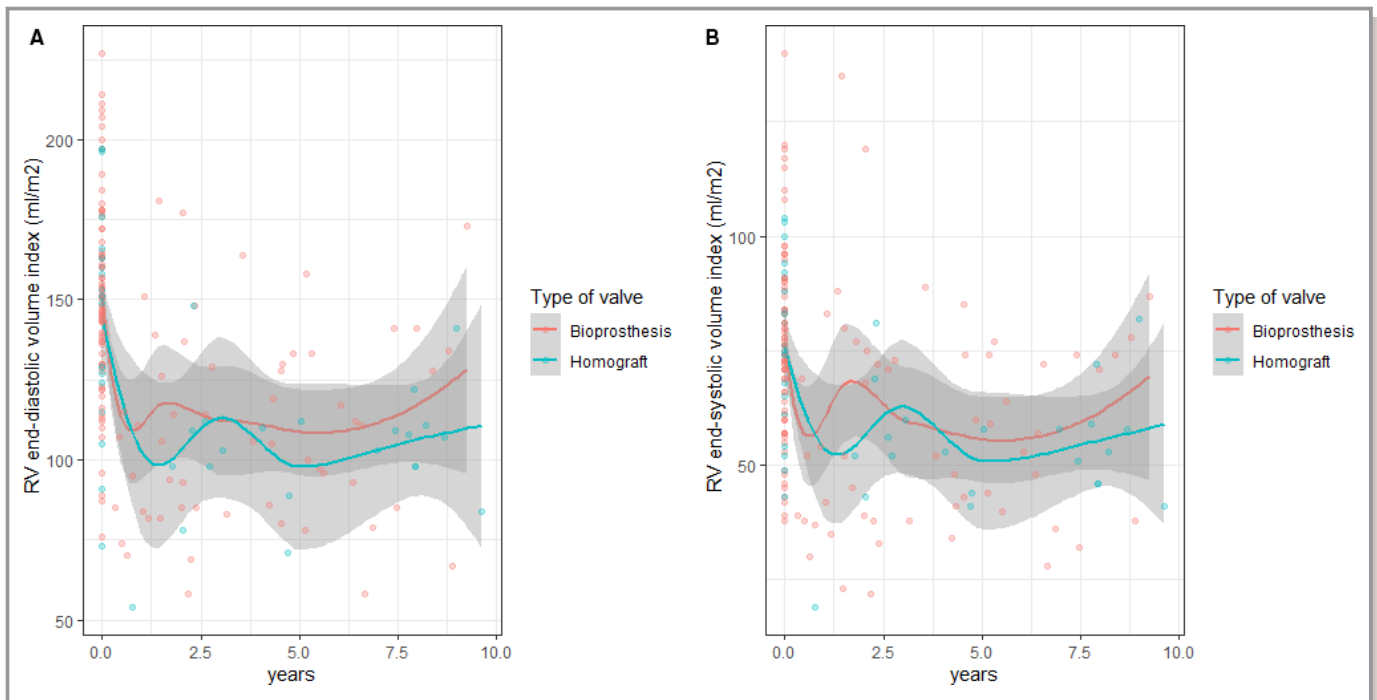 A
RV end-diastolic volume index (ml/m2)
200
150
100
50
0.0 2.5 5.0 7.5 10.0
years
Type of valve
Bioprosthesis
Homograft
B
RV end-systolic volume index (ml/m2)
100
50
0.0 2.5 5.0 7.5 10.0
years
Type of valve
Bioprosthesis
Homograft